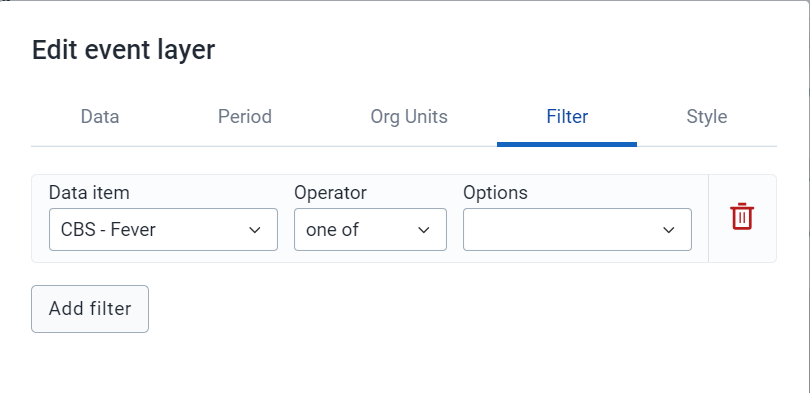 Edit event layer
Data Period Org Units Filter Style
Data item Operator Options
CBS - Fever one of
Add filter